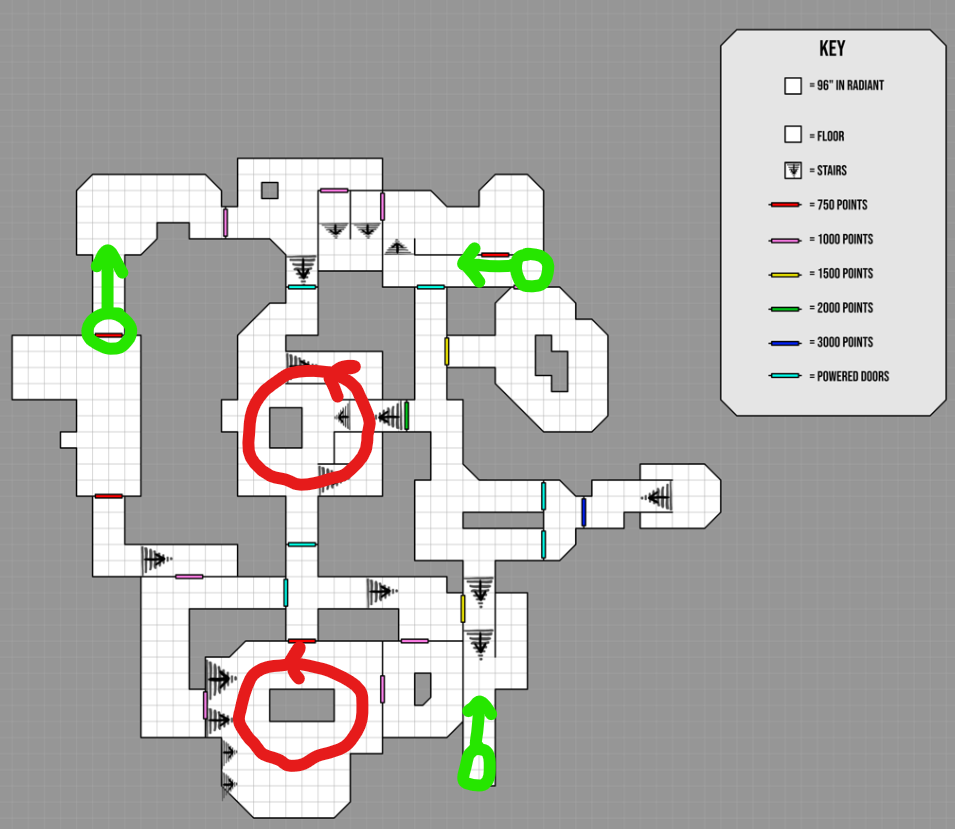 KEY
= 96" IN RADIANT
= FLOOR
= STAIRS
= 750 POINTS
= 1000 POINTS
= 1500 POINTS
= 2000 POINTS
= 3000 POINTS
= POWERED DOORS